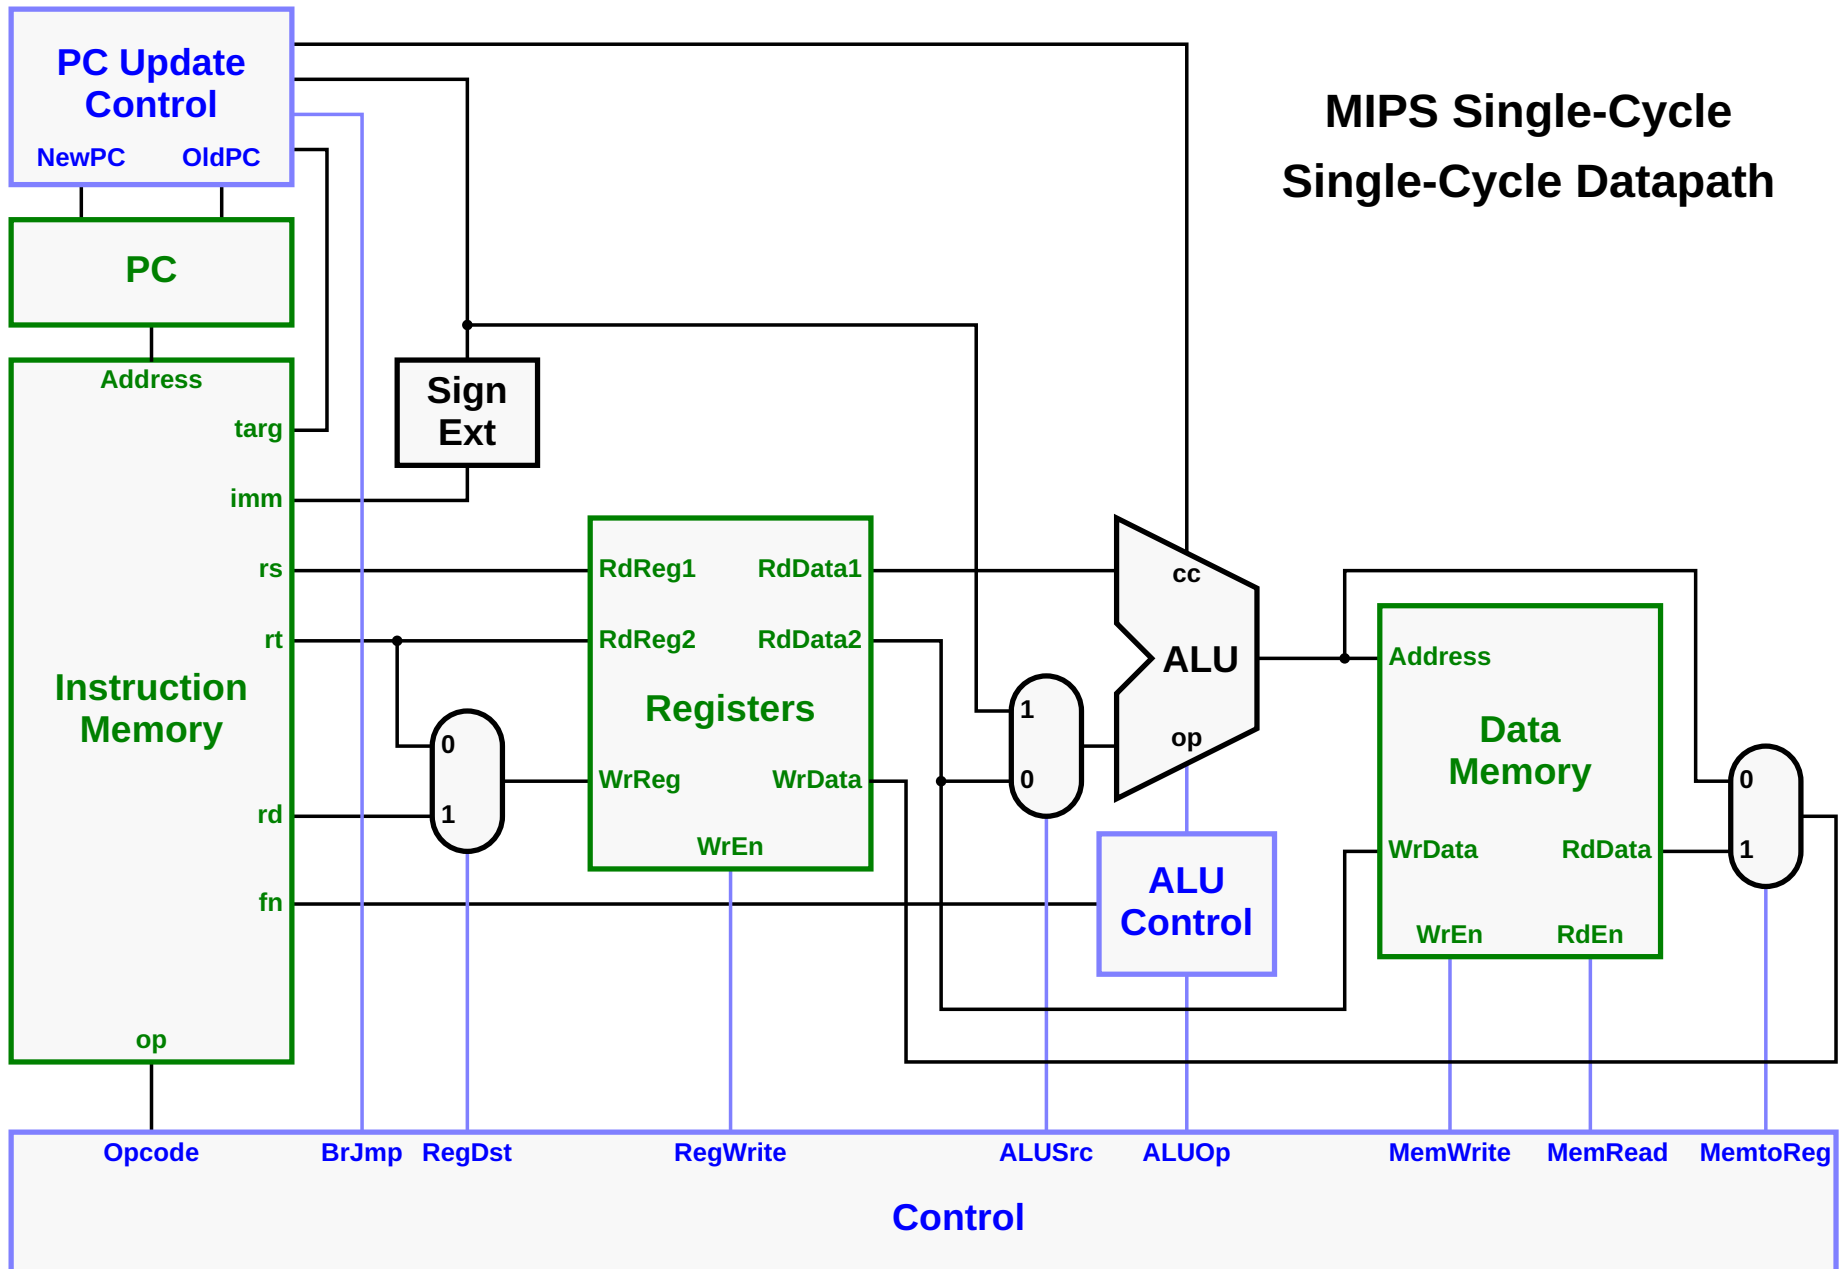 PC Update
Control
NewPC OldPC
MIPS Single-Cycle
Single-Cycle Datapath
PC
Address
targ
imm
rs
rt
rd
fn
Instruction
Memory
op
Sign
Ext
0
1
RdReg1 RdData1
RdReg2 RdData2
Registers
WrReg WrData
WrEn
1
0
cc
ALU
op
ALU
Control
Address
Data
Memory
WrData RdData
WrEn RdEn
0
1
Opcode BrJmp RegDst RegWrite ALUSrc ALUOp MemWrite MemRead MemtoReg
Control